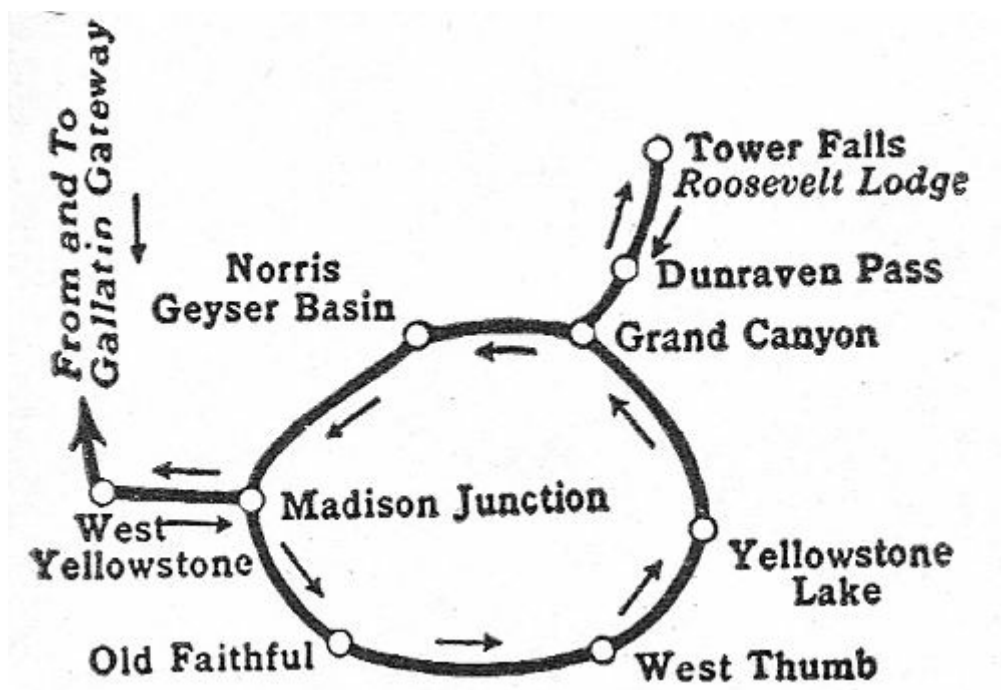 From and To
Gallatin Gateway
Tower Falls
Roosevelt Lodge
Dunraven Pass
Norris
Geyser Basin
Grand Canyon
Madison Junction
West
Yellowstone
Yellowstone
Lake
Old Faithful
West Thumb